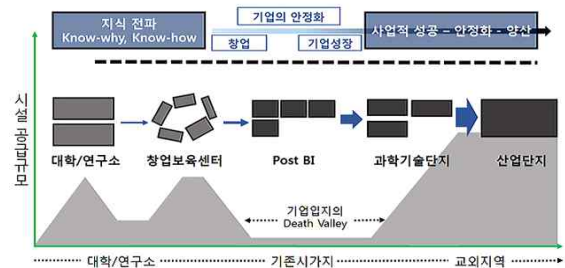 지식 전파
Know-why, Know-how
기업의 안정화
창업
기업성장
사업적 성공 – 안정화 - 양산
시설 공급규모
대학/연구소
창업보육센터
Post BI
과학기술단지
산업단지
기업입지의
Death Valley
대학/연구소
기존시가지
교외지역